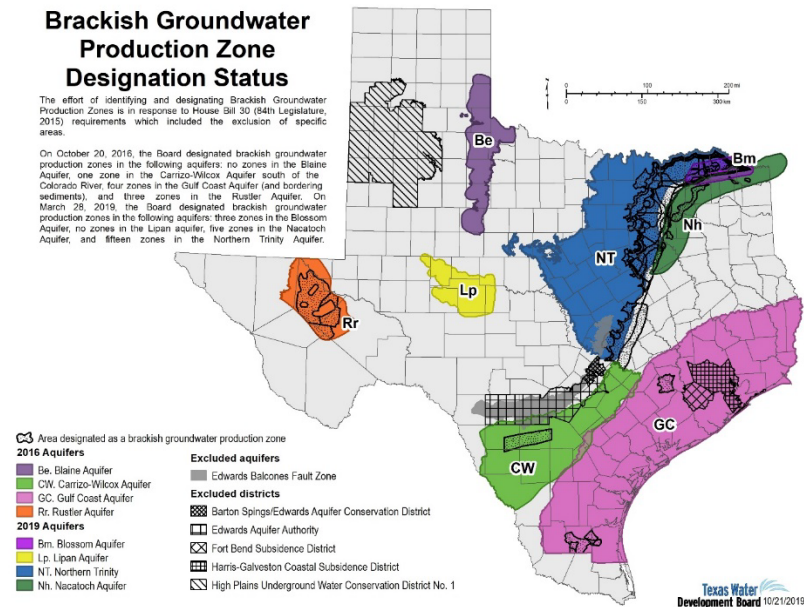 Brackish Groundwater
Production Zone
Designation Status
The effort of identifying and designating Brackish Groundwater
Production Zones is in response to House Bill 30 (84th Legislature,
2015) requirements which included the exclusion of specific
areas.
On October 20, 2016, the Board designated brackish groundwater
production zones in the following aquifers: no zones in the Blaine
Aquifer, one zone in the Carrizo-Wilcox Aquifer south of the
Colorado River, four zones in the Gulf Coast Aquifer (and bordering
sediments), and three zones in the Rustler Aquifer. On
March 28, 2019, the Board designated brackish groundwater
production zones in the following aquifers: three zones in the Blossom
Aquifer, no zones in the Lipan aquifer, five zones in the Nacatoch
Aquifer, and fifteen zones in the Northern Trinity Aquifer.
0 100 200 mi
0 300 km
Be
Bm
Nh
NT
Lp
Rr
GC
CW
Area designated as a brackish groundwater production zone
2016 Aquifers
Be. Blaine Aquifer
CW. Carrizo-Wilcox Aquifer
GC. Gulf Coast Aquifer
Rr. Rustler Aquifer
2019 Aquifers
Bm. Blossom Aquifer
Lp. Lipan Aquifer
NT. Northern Trinity
Nh. Nacatoch Aquifer
Excluded aquifers
Edwards Balcones Fault Zone
Excluded districts
Barton Spings/Edwards Aquifer Conservation District
Edwards Aquifer Authority
Fort Bend Subsidence District
Harris-Galveston Coastal Subsidence District
High Plains Underground Water Conservation District No. 1
Texas Water
Development Board 10/21/2019